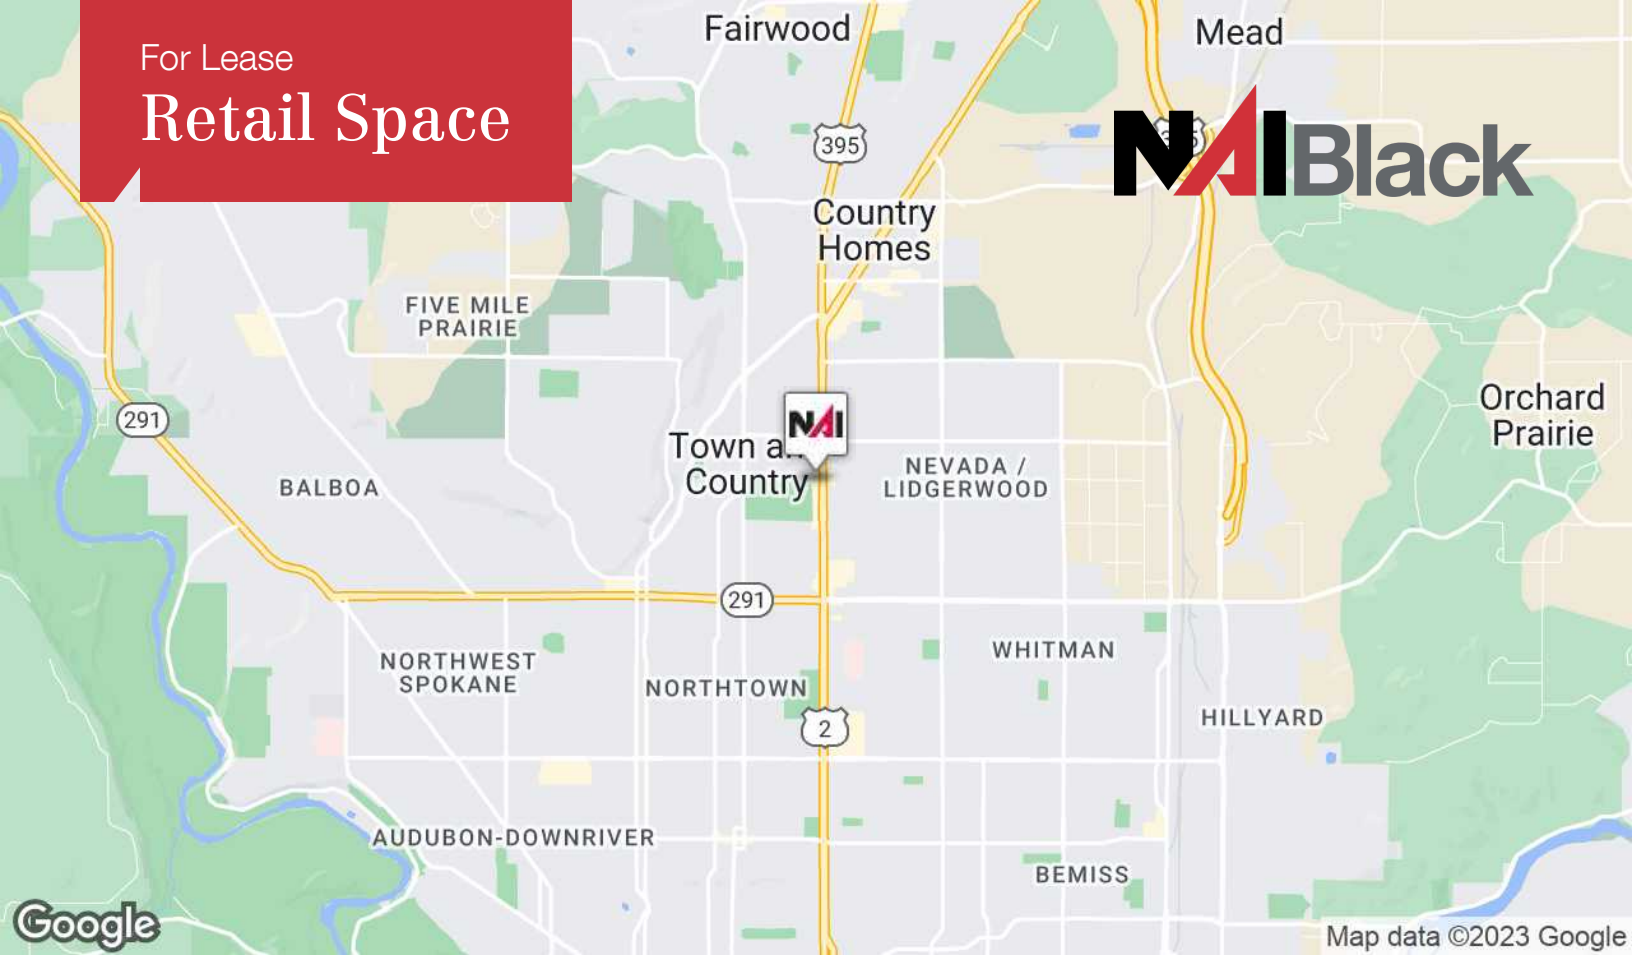 For Lease
Retail Space
Fairwood
Mead
395
NAIBlack
Country
Homes
FIVE MILE
PRAIRIE
291
NAI
Orchard
Prairie
Town a
Country
NEVADA /
LIDGERWOOD
BALBOA
291
NORTHWEST
SPOKANE
NORTHTOWN
WHITMAN
2
HILLYARD
AUDUBON-DOWNRIVER
BEMISS
Google
Map data ©2023 Google